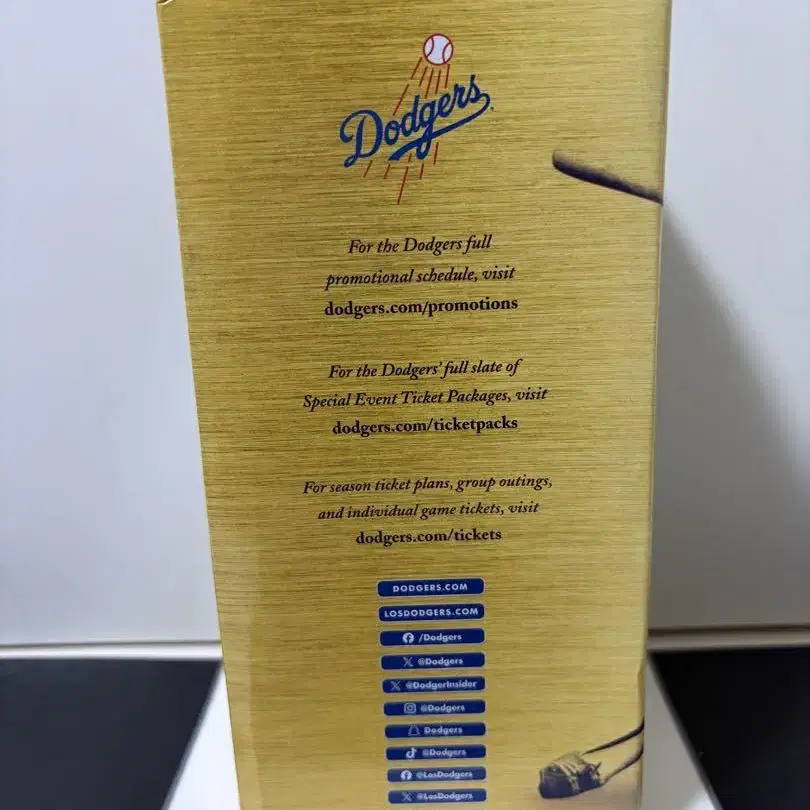 Dodgers
For the Dodgers full
promotional schedule, visit
dodgers.com/promotions
For the Dodgers' full slate of
Special Event Ticket Packages, visit
dodgers.com/ticketpacks
For season ticket plans, group outings,
and individual game tickets, visit
dodgers.com/tickets
DODGERS.COM
LOSDODGERS.COM
/Dodgers
@Dodgers
@DodgerInsider
@Dodgers
Dodgers
@Dodgers
@LosDodgers
@LosDodgers